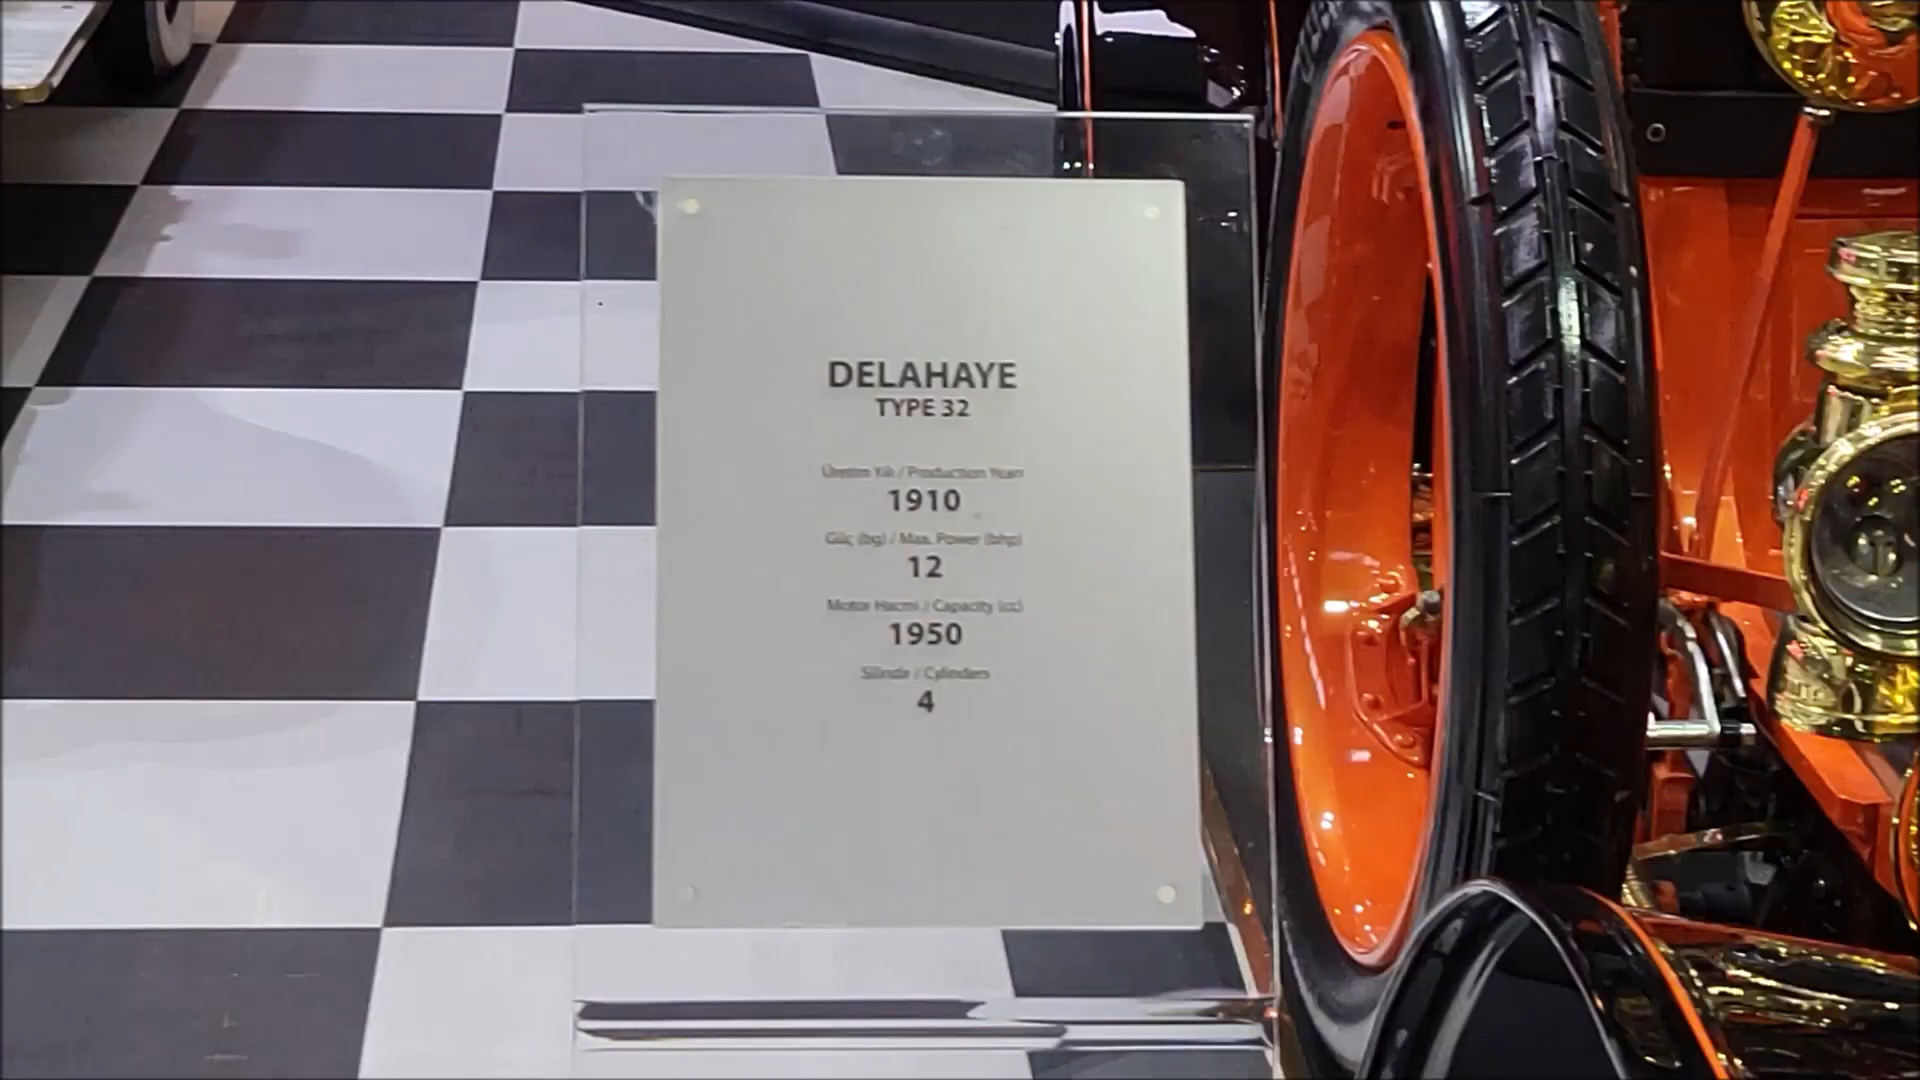 DELAHAYE
TYPE 32
Üretim Yılı / Production Year
1910
Güç (bg) / Max. Power (bhp)
12
Motor Hacmi / Capacity (cc)
1950
Silindir / Cylinders
4